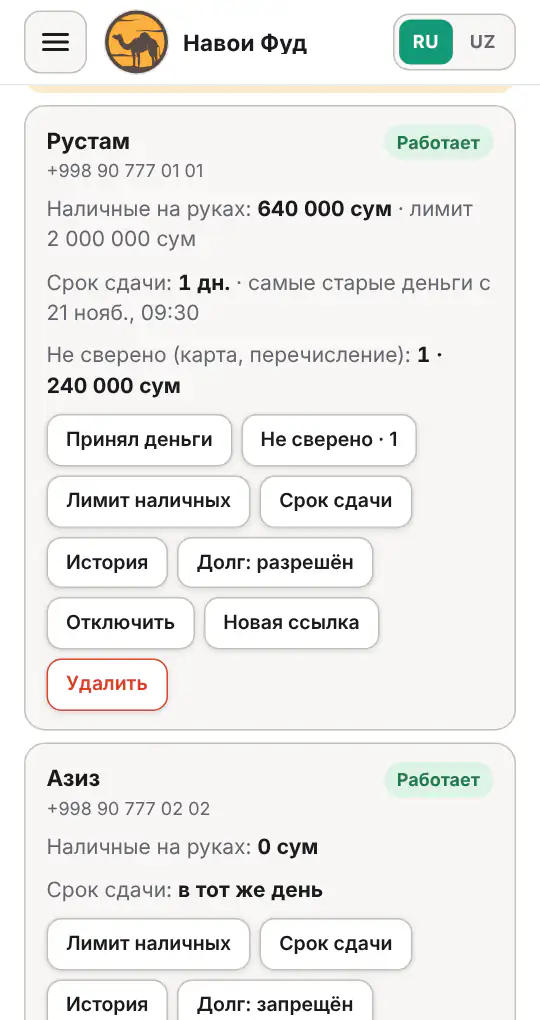 Навои Фуд
RU UZ
Рустам
Работает
+998 90 777 01 01
Наличные на руках: 640 000 сум · лимит
2 000 000 сум
Срок сдачи: 1 дн. · самые старые деньги с
21 нояб., 09:30
Не сверено (карта, перечисление): 1 ·
240 000 сум
Принял деньги
Не сверено · 1
Лимит наличных
Срок сдачи
История
Долг: разрешён
Отключить
Новая ссылка
Удалить
Азиз
Работает
+998 90 777 02 02
Наличные на руках: 0 сум
Срок сдачи: в тот же день
Лимит наличных
Срок сдачи
История
Долг: запрещён